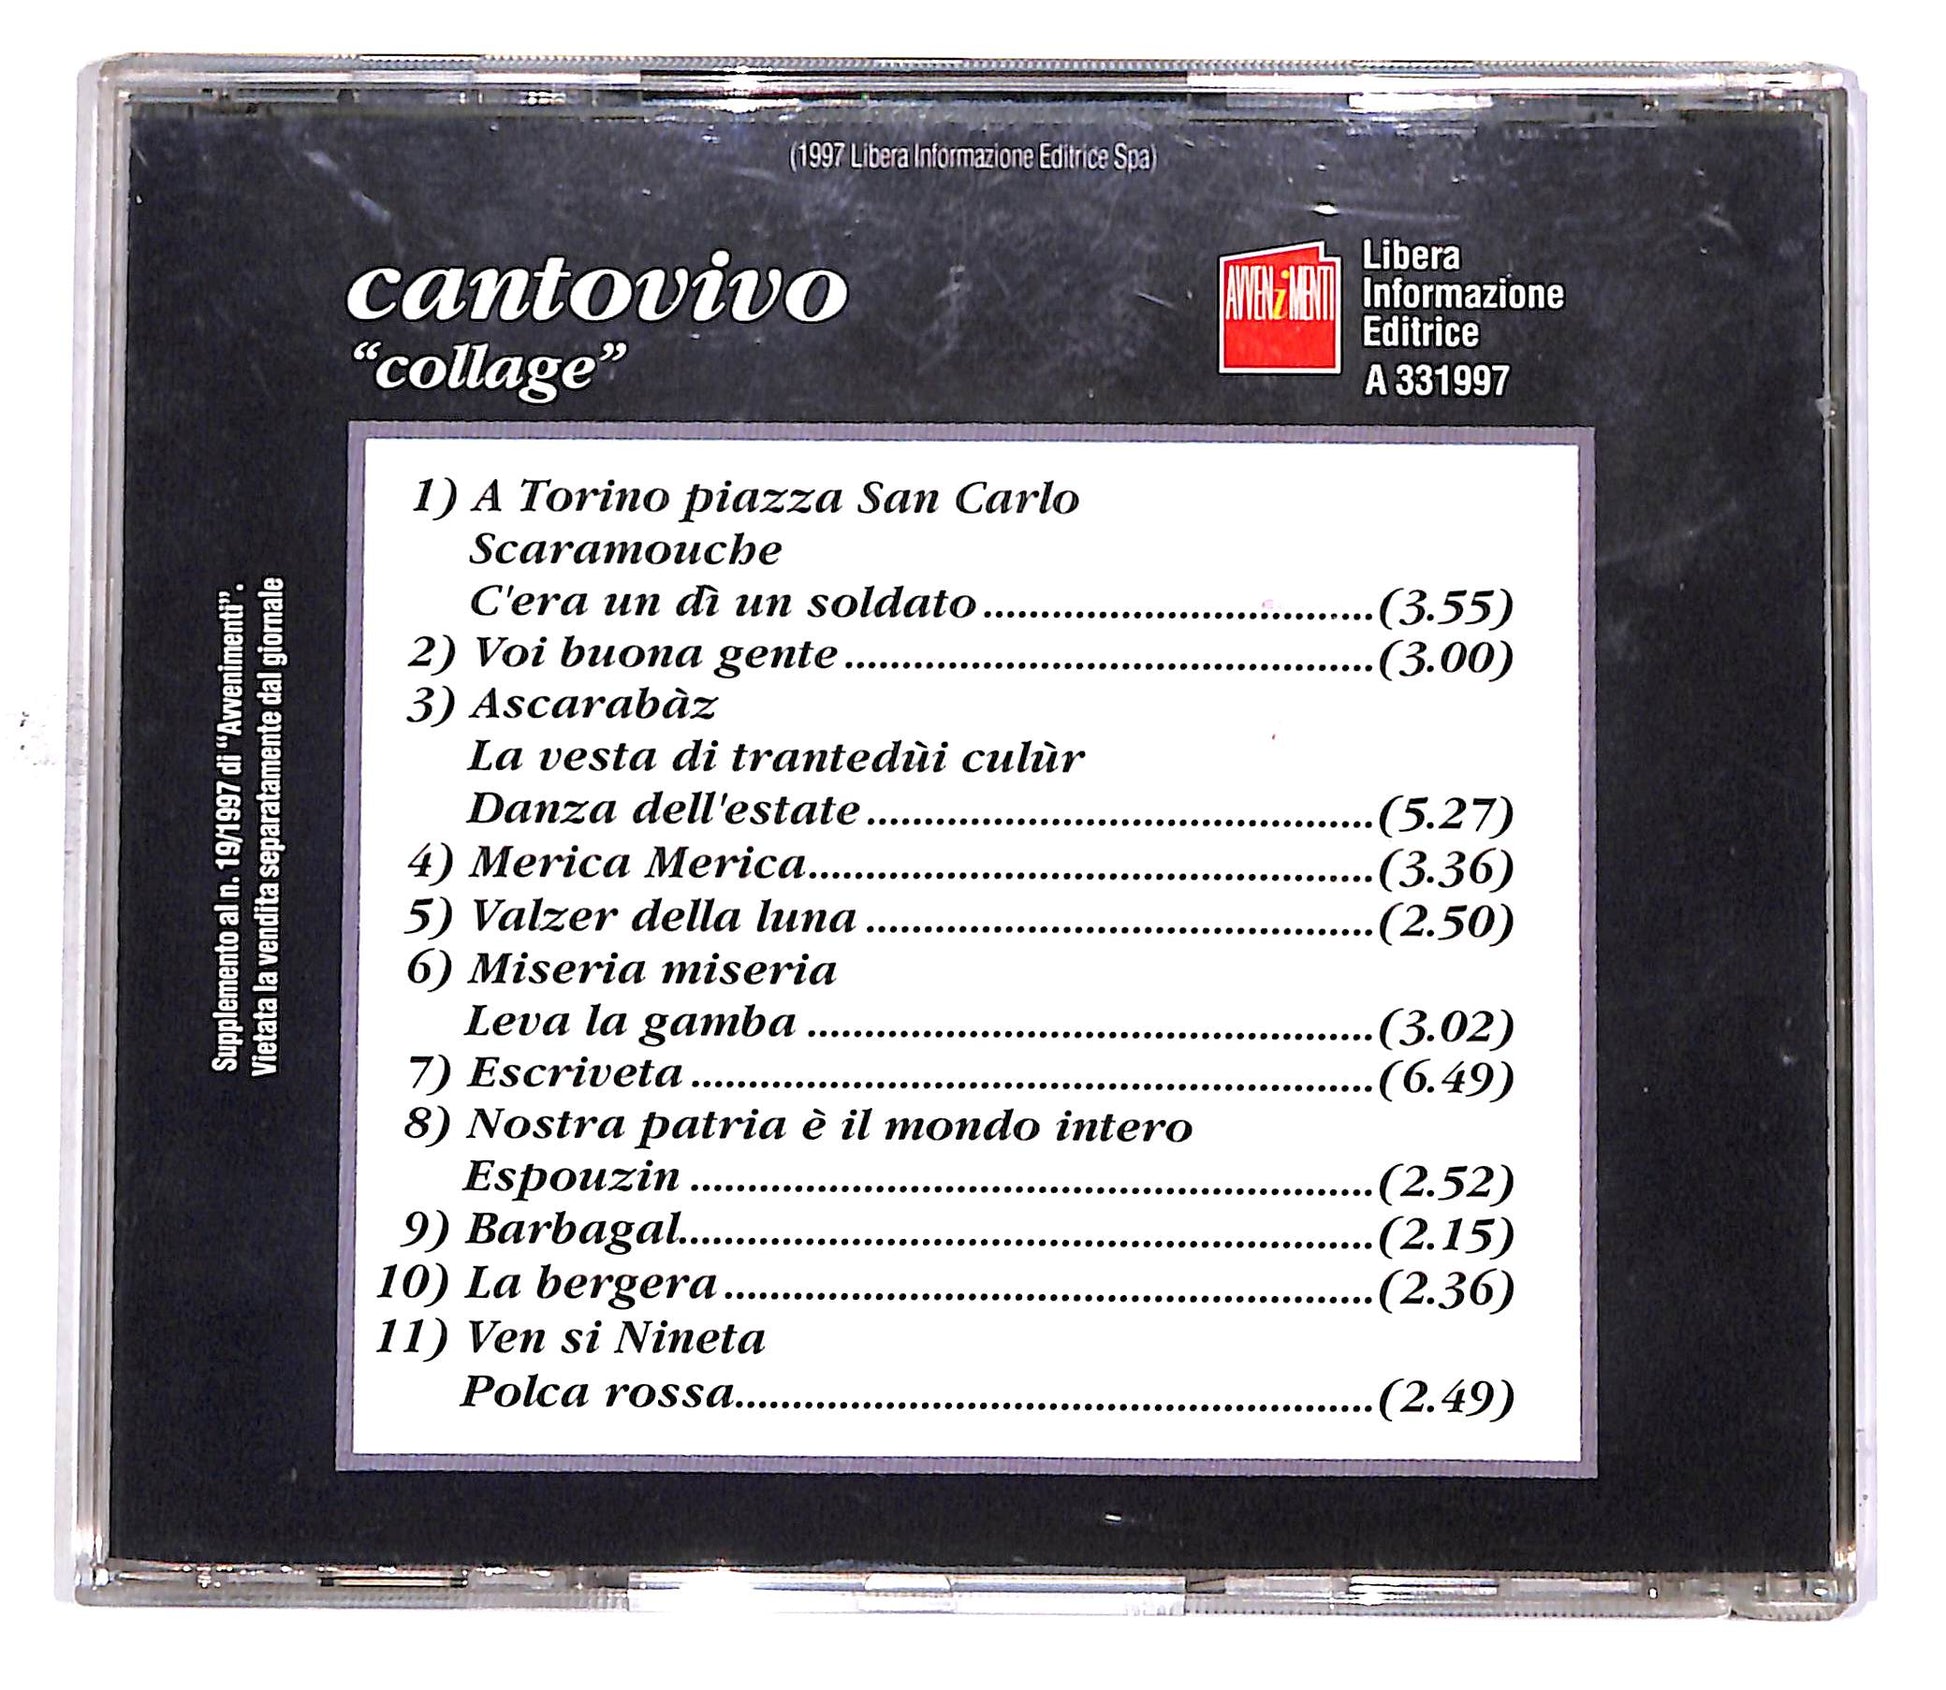 (1997 Libera Informazione Editrice Spa)
cantovivo
“collage”
AVVENiMENTI
Libera
Informazione
Editrice
A 331997
Supplemento al n. 19/1997 di “Avvenimenti”.
Vietata la vendita separatamente dal giornale
1) A Torino piazza San Carlo
Scaramouche
C'era un dì un soldato.................................(3.55)
2) Voi buona gente.............................................(3.00)
3) Ascarabàz
La vesta di trantedùi culùr
Danza dell'estate...........................................(5.27)
4) Merica Merica................................................(3.36)
5) Valzer della luna...........................................(2.50)
6) Miseria miseria
Leva la gamba................................................(3.02)
7) Escriveta..........................................................(6.49)
8) Nostra patria è il mondo intero
Espouzin..........................................................(2.52)
9) Barbagal...........................................................(2.15)
10) La bergera.......................................................(2.36)
11) Ven si Nineta
Polca rossa......................................................(2.49)